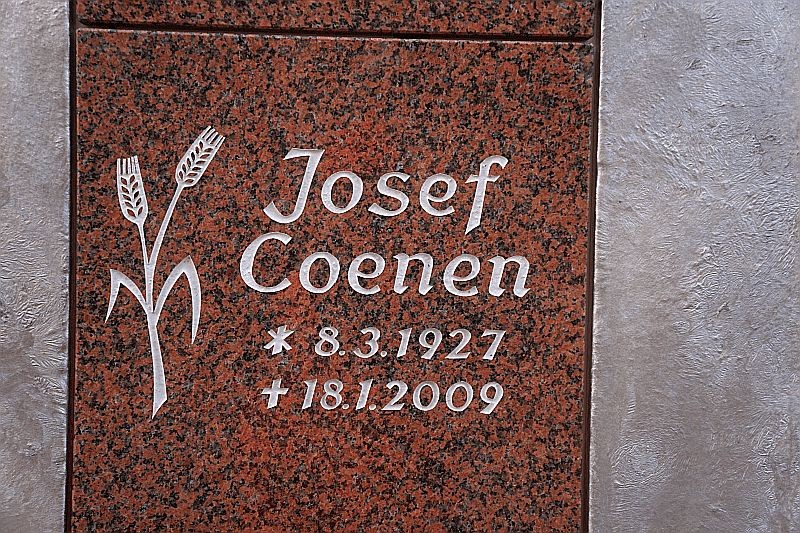 Josef
Coenen
* 8.3.1927
+ 18.1.2009